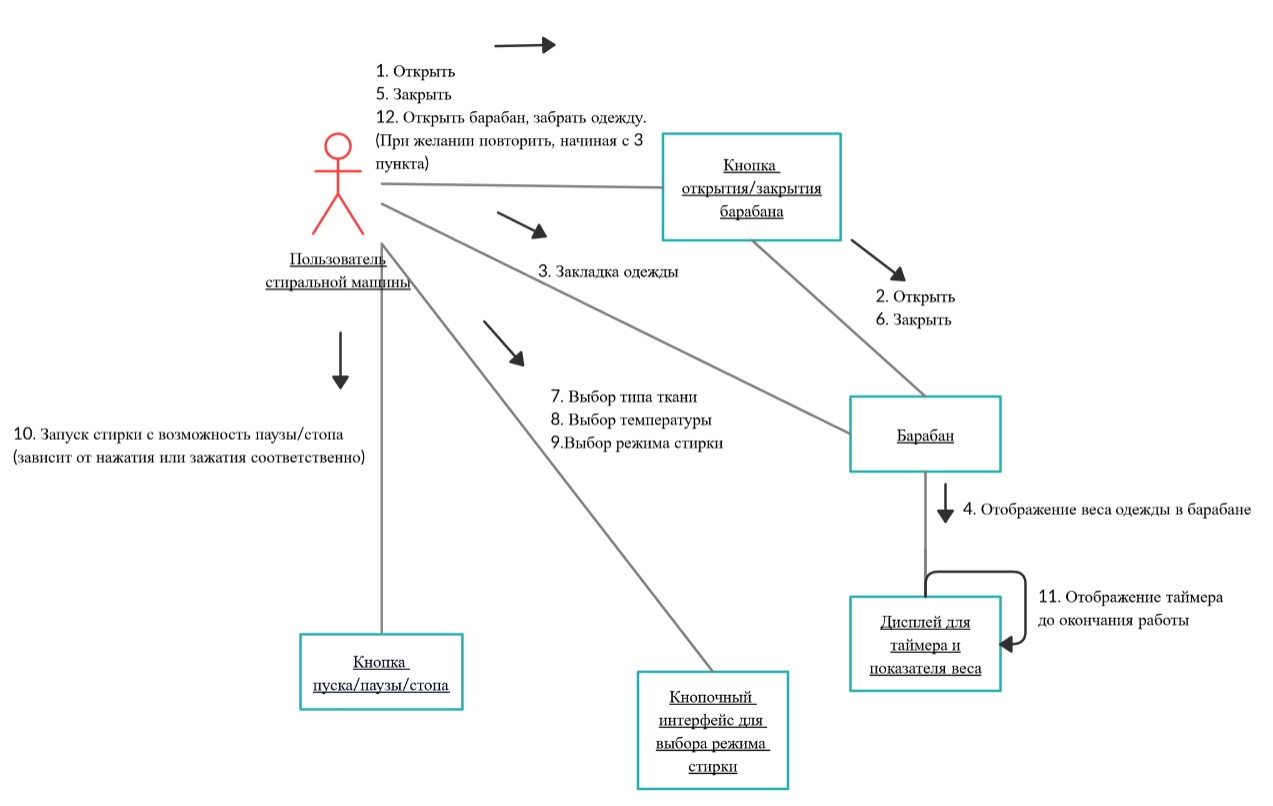 1. Открыть
5. Закрыть
12. Открыть барабан, забрать одежду.
(При желании повторить, начиная с 3
пункта)
Кнопка
открытия/закрытия
барабана
Пользователь
стиральной машины
3. Закладка одежды
2. Открыть
6. Закрыть
7. Выбор типа ткани
8. Выбор температуры
9.Выбор режима стирки
10. Запуск стирки с возможность паузы/стопа
(зависит от нажатия или зажатия соответственно)
Барабан
4. Отображение веса одежды в барабане
11. Отображение таймера
до окончания работы
Дисплей для
таймера и
показателя веса
Кнопка
пуска/паузы/стопа
Кнопочный
интерфейс для
выбора режима
стирки